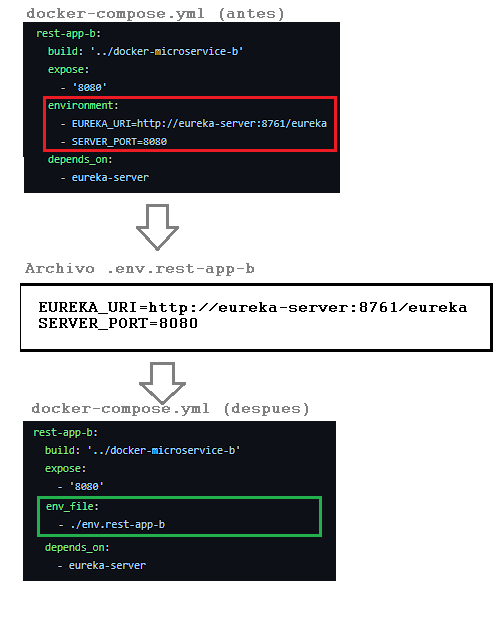 docker-compose.yml (antes)
rest-app-b:
build: '../docker-microservice-b'
expose:
- '8080'
environment:
- EUREKA_URI=http://eureka-server:8761/eureka
- SERVER_PORT=8080
depends_on:
- eureka-server
Archivo .env.rest-app-b
EUREKA_URI=http://eureka-server:8761/eureka
SERVER_PORT=8080
docker-compose.yml (despues)
rest-app-b:
build: '../docker-microservice-b'
expose:
- '8080'
env_file:
- ./env.rest-app-b
depends_on:
- eureka-server